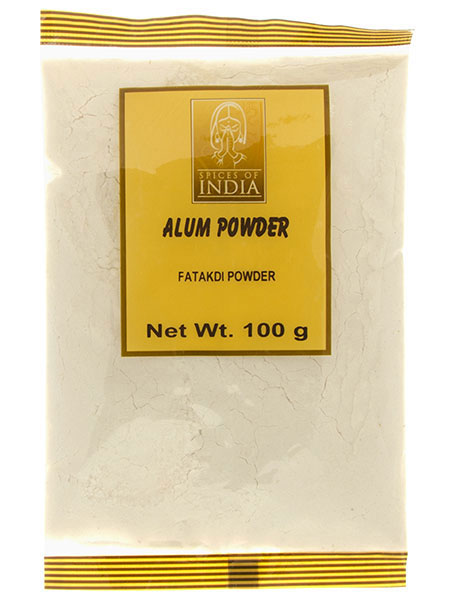 SPICES OF
INDIA
ALUM POWDER
FATAKDI POWDER
Net Wt. 100 g